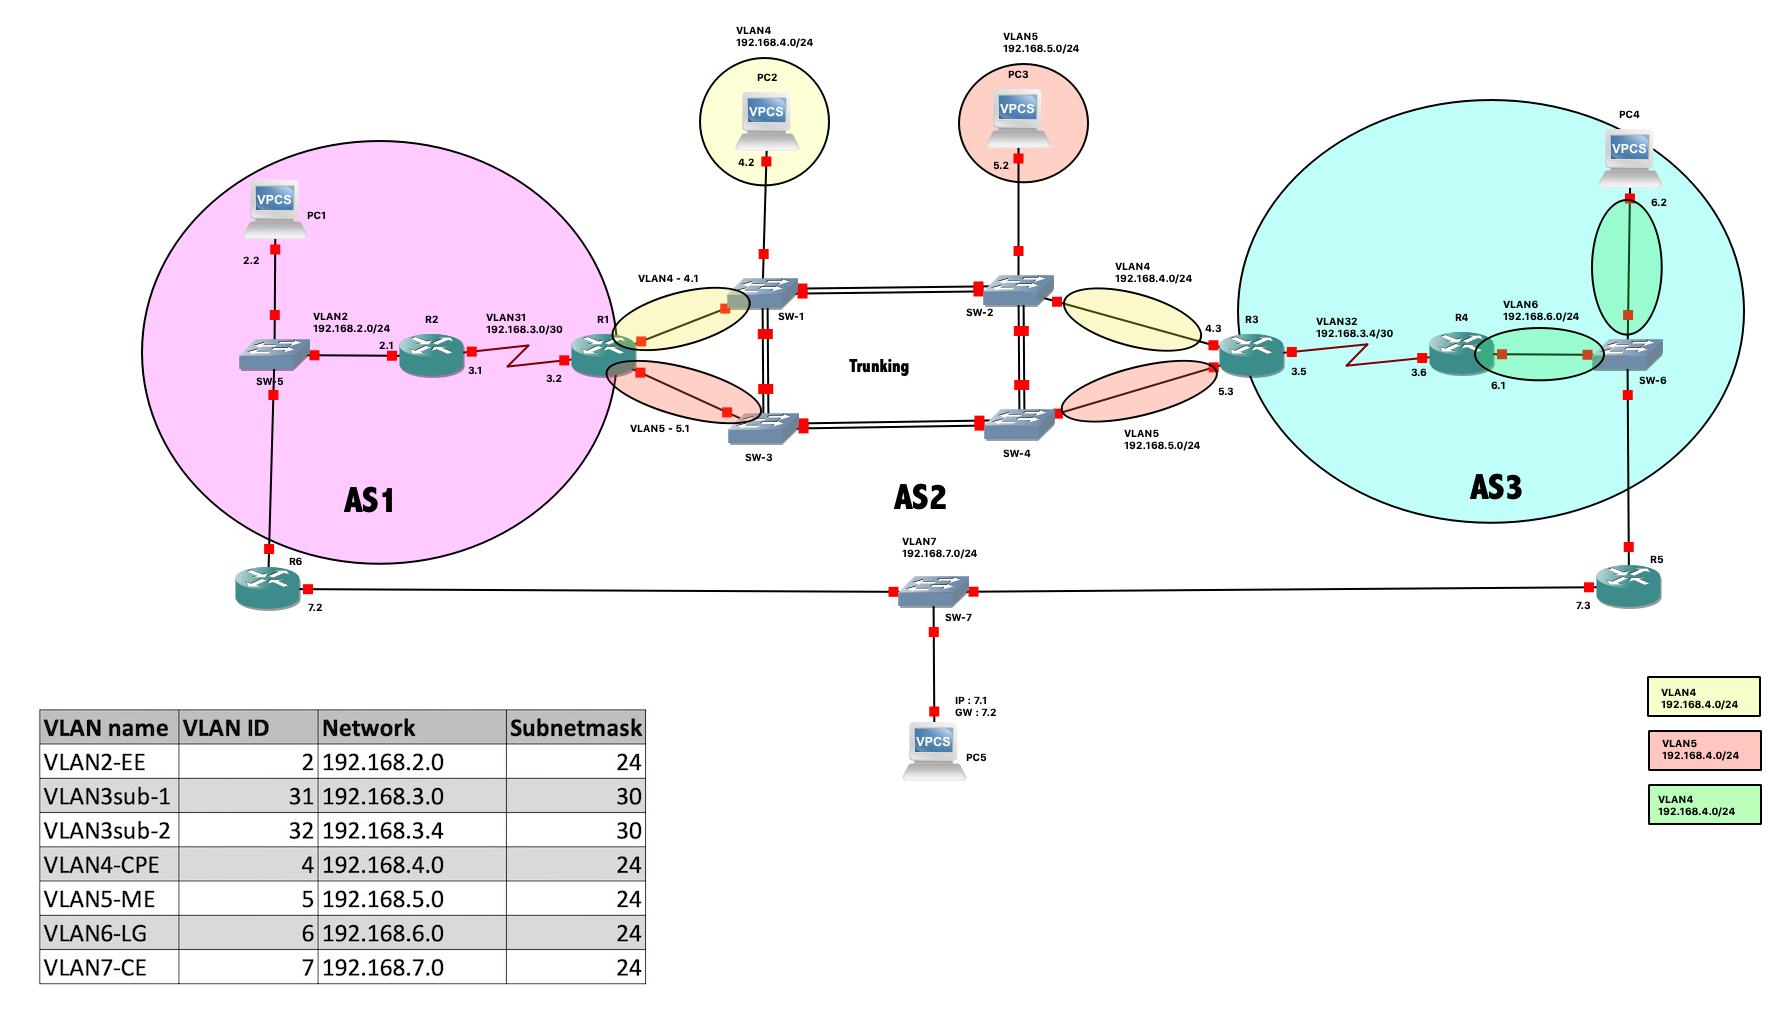 VLAN4
192.168.4.0/24
PC2
VPCS
4.2
VLAN5
192.168.5.0/24
PC3
VPCS
5.2
PC4
VPCS
6.2
VPCS
PC1
2.2
VLAN2
192.168.2.0/24
2.1
SW-5
R2
3.1
VLAN31
192.168.3.0/30
R1
3.2
VLAN4 - 4.1
VLAN5 - 5.1
SW-1
SW-2
SW-3
SW-4
Trunking
VLAN4
192.168.4.0/24
4.3
R3
5.3
3.5
VLAN5
192.168.5.0/24
VLAN32
192.168.3.4/30
R4
3.6
6.1
VLAN6
192.168.6.0/24
SW-6
AS1
AS2
AS3
R6
7.2
VLAN7
192.168.7.0/24
SW-7
R5
7.3
IP : 7.1
GW : 7.2
VPCS
PC5
VLAN4
192.168.4.0/24
VLAN5
192.168.4.0/24
VLAN4
192.168.4.0/24
VLAN name VLAN ID Network Subnetmask
VLAN2-EE 2 192.168.2.0 24
VLAN3sub-1 31 192.168.3.0 30
VLAN3sub-2 32 192.168.3.4 30
VLAN4-CPE 4 192.168.4.0 24
VLAN5-ME 5 192.168.5.0 24
VLAN6-LG 6 192.168.6.0 24
VLAN7-CE 7 192.168.7.0 24